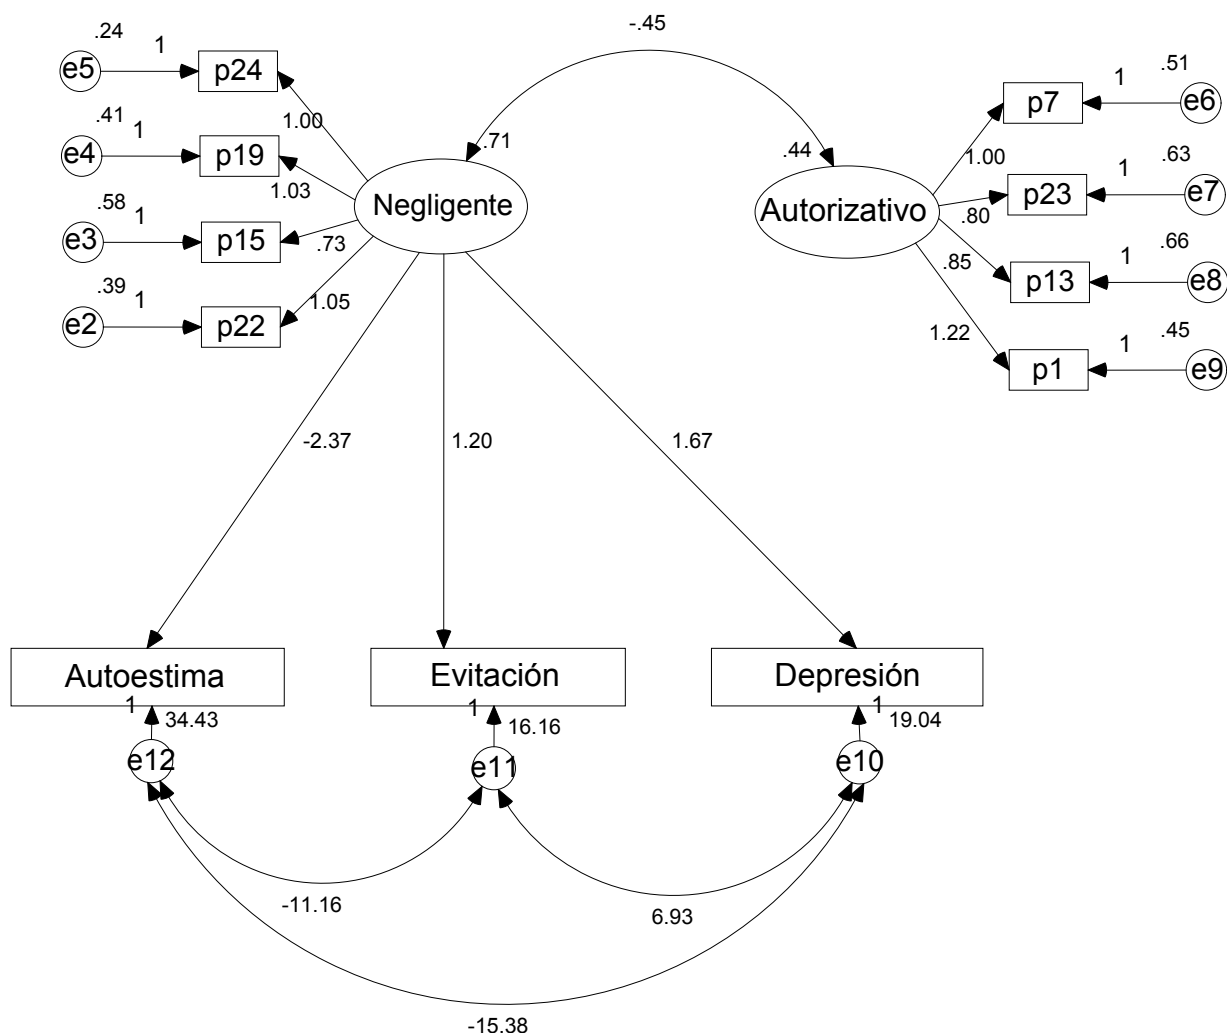 -.45
.24
1
e5
p24
.51
1
p7
e6
1.00
.71
.44
.41
1
e4
p19
1.03
Negligente
Autorizativo
1.00
.63
1
p23
e7
.80
.58
1
e3
p15
.73
.66
1
p13
e8
.85
.39
1
e2
p22
1.05
1.22
.45
1
p1
e9
-2.37
1.20
1.67
Autoestima
Evitación
Depresión
1
34.43
1
16.16
1
19.04
e12
e11
e10
-11.16
6.93
-15.38